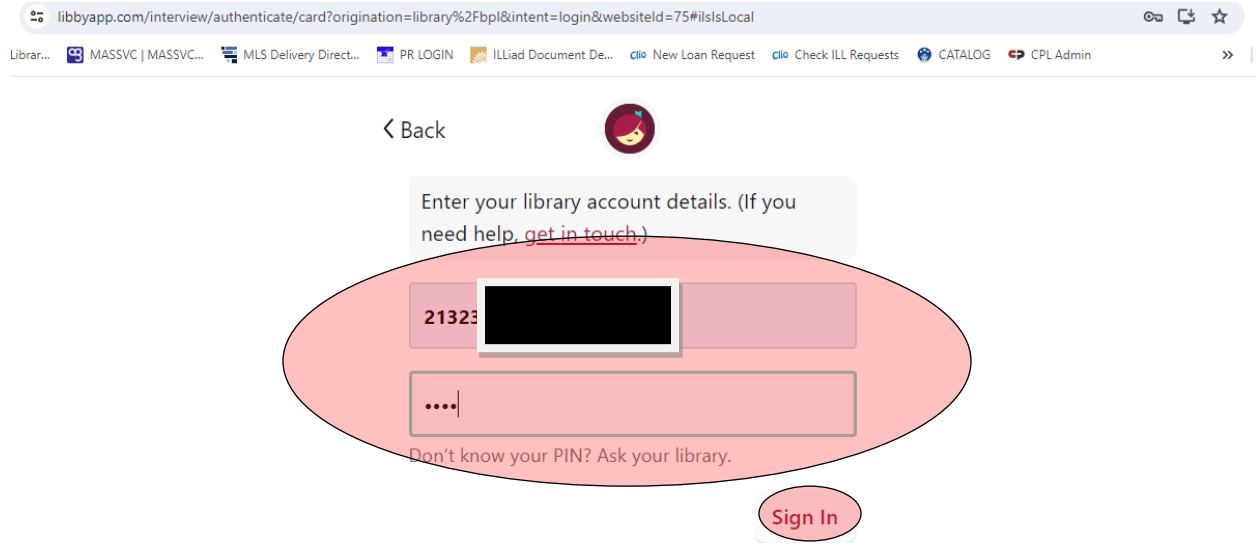 libbyapp.com/interview/authenticate/card?origination=library%2Fbpl&intent=login&websiteId=75#ilsIsLocal
Librar... MASSVC | MASSVC... MLS Delivery Direct... PR LOGIN ILLiad Document De... Clio New Loan Request Clio Check ILL Requests CATALOG CPL Admin »
Back
Enter your library account details. (If you
need help, get in touch.)
21323
••••
Don't know your PIN? Ask your library.
Sign In